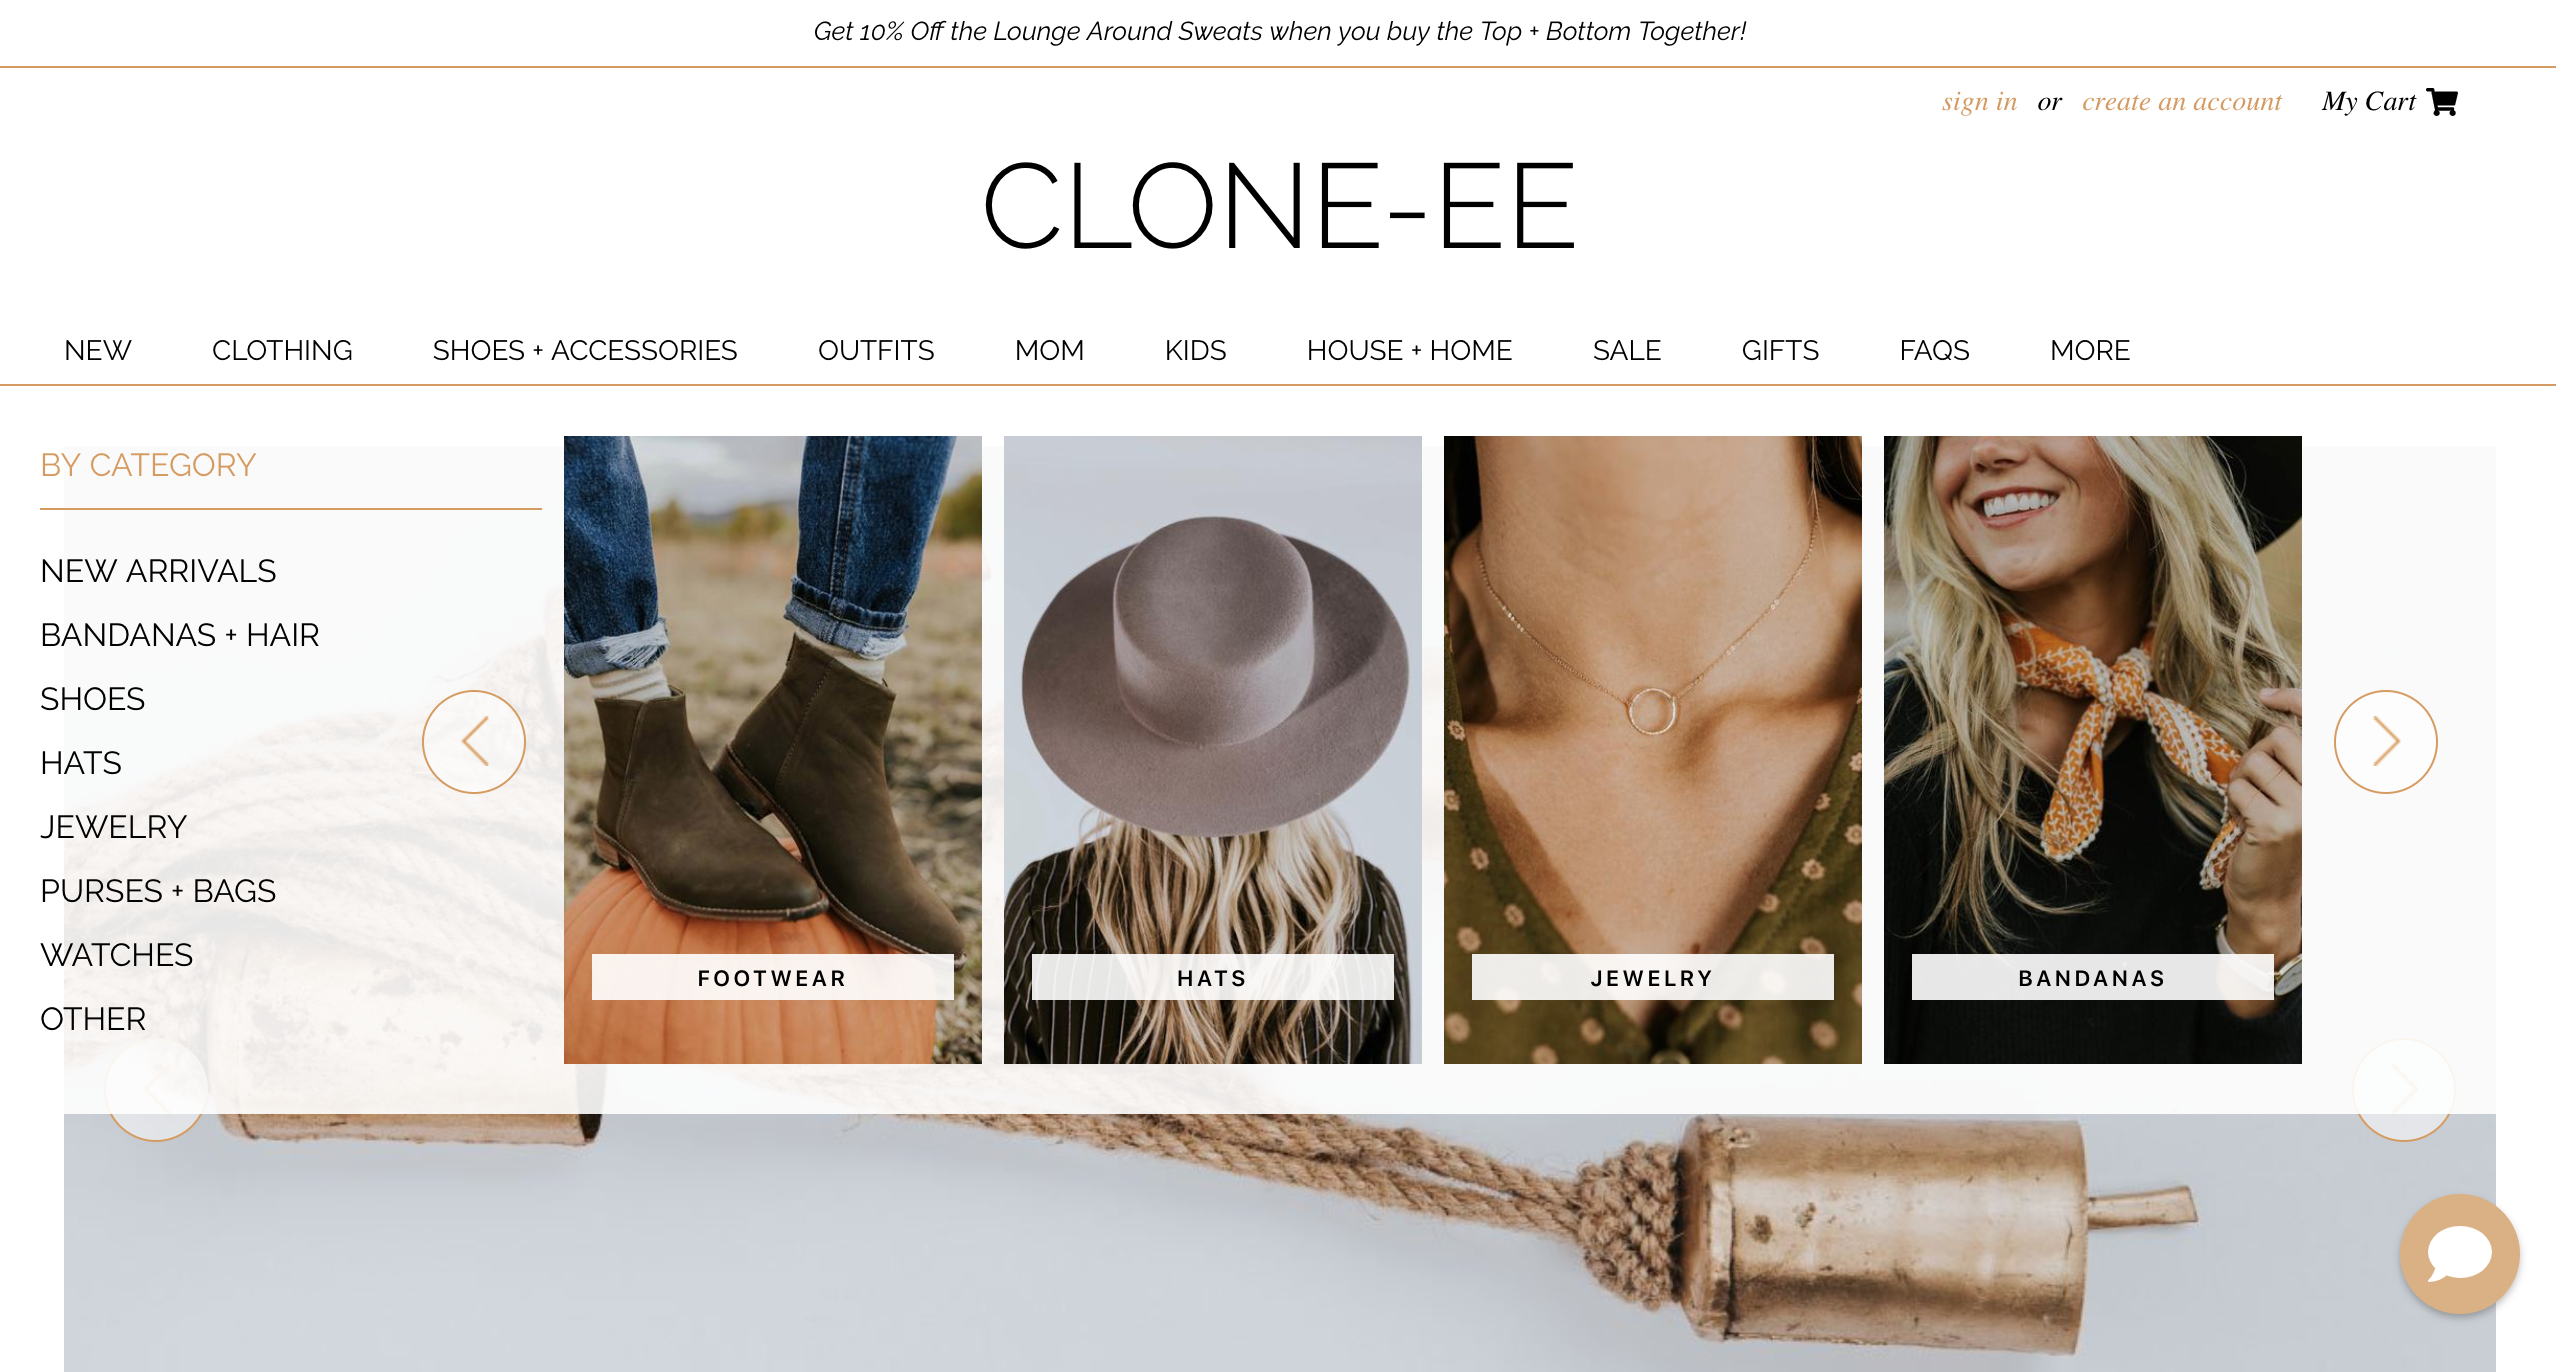 Get 10% Off the Lounge Around Sweats when you buy the Top + Bottom Together!
sign in or create an account My Cart
CLONE-EE
NEW CLOTHING SHOES + ACCESSORIES OUTFITS MOM KIDS HOUSE + HOME SALE GIFTS FAQS MORE
BY CATEGORY
NEW ARRIVALS
BANDANAS + HAIR
SHOES
HATS
JEWELRY
PURSES + BAGS
WATCHES
OTHER
FOOTWEAR
HATS
JEWELRY
BANDANAS